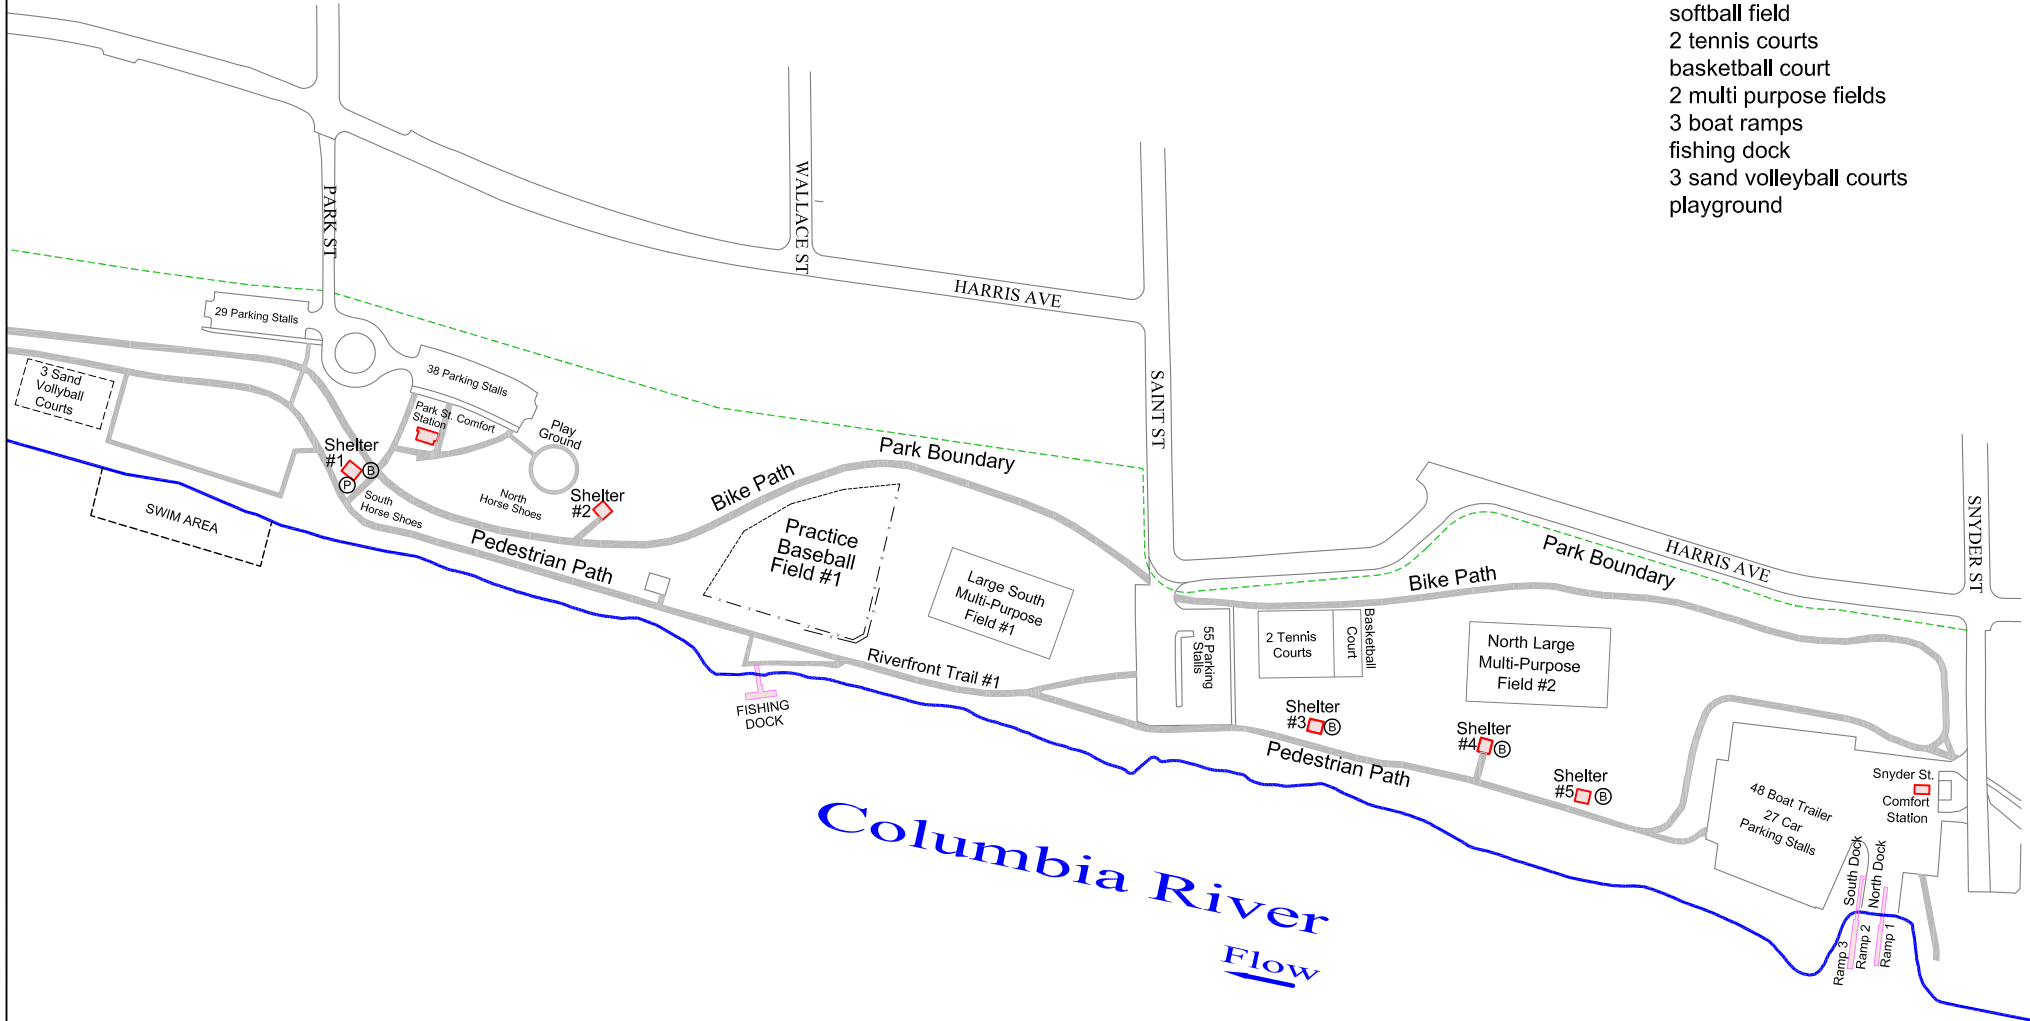 softball field
2 tennis courts
basketball court
2 multi purpose fields
3 boat ramps
fishing dock
3 sand volleyball courts
playground
PARK ST
WALLACE ST
HARRIS AVE
SAINT ST
SNYDER ST
HARRIS AVE
29 Parking Stalls
38 Parking Stalls
3 Sand
Vollyball
Courts
Park St. Comfort
Station
Play
Ground
Shelter
#1
B
P
South
Horse Shoes
North
Horse Shoes
Shelter
#2
SWIM AREA
Bike Path
Park Boundary
Pedestrian Path
Practice
Baseball
Field #1
Large South
Multi-Purpose
Field #1
Riverfront Trail #1
FISHING
DOCK
55 Parking
Stalls
2 Tennis
Courts
Basketball
Court
Bike Path
Park Boundary
North Large
Multi-Purpose
Field #2
Shelter
#3
B
Shelter
#4
B
Shelter
#5
B
Pedestrian Path
48 Boat Trailer
27 Car
Parking Stalls
Snyder St.
Comfort
Station
South Dock
North Dock
Ramp 3
Ramp 2
Ramp 1
Columbia River
Flow